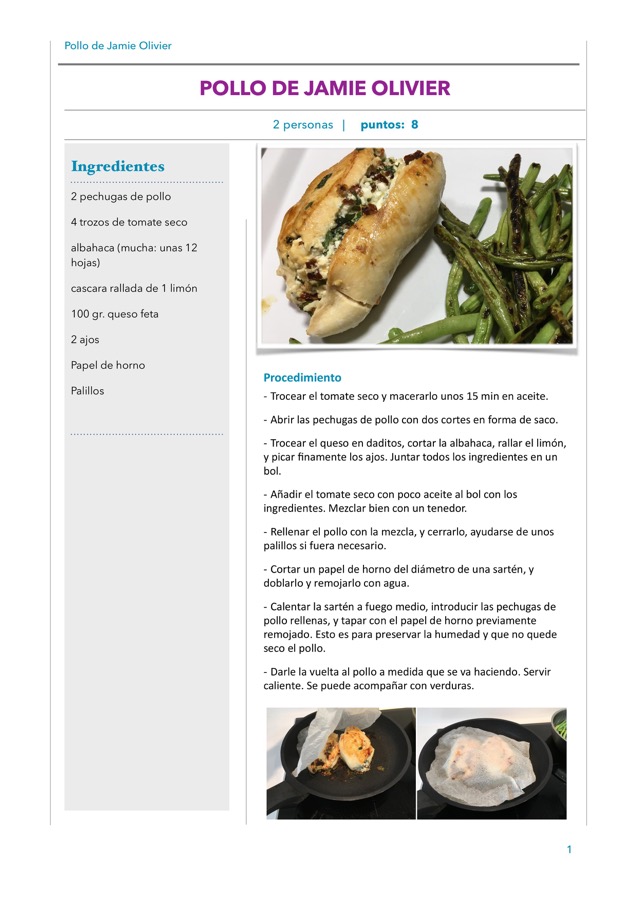 Pollo de Jamie Olivier
POLLO DE JAMIE OLIVIER
2 personas | puntos: 8
Ingredientes
2 pechugas de pollo
4 trozos de tomate seco
albahaca (mucha: unas 12
hojas)
cascara rallada de 1 limón
100 gr. queso feta
2 ajos
Papel de horno
Palillos
Procedimiento
- Trocear el tomate seco y macerarlo unos 15 min en aceite.
- Abrir las pechugas de pollo con dos cortes en forma de saco.
- Trocear el queso en daditos, cortar la albahaca, rallar el limón,
y picar finamente los ajos. Juntar todos los ingredientes en un
bol.
- Añadir el tomate seco con poco aceite al bol con los
ingredientes. Mezclar bien con un tenedor.
- Rellenar el pollo con la mezcla, y cerrarlo, ayudarse de unos
palillos si fuera necesario.
- Cortar un papel de horno del diámetro de una sartén, y
doblarlo y remojarlo con agua.
- Calentar la sartén a fuego medio, introducir las pechugas de
pollo rellenas, y tapar con el papel de horno previamente
remojado. Esto es para preservar la humedad y que no quede
seco el pollo.
- Darle la vuelta al pollo a medida que se va haciendo. Servir
caliente. Se puede acompañar con verduras.
1